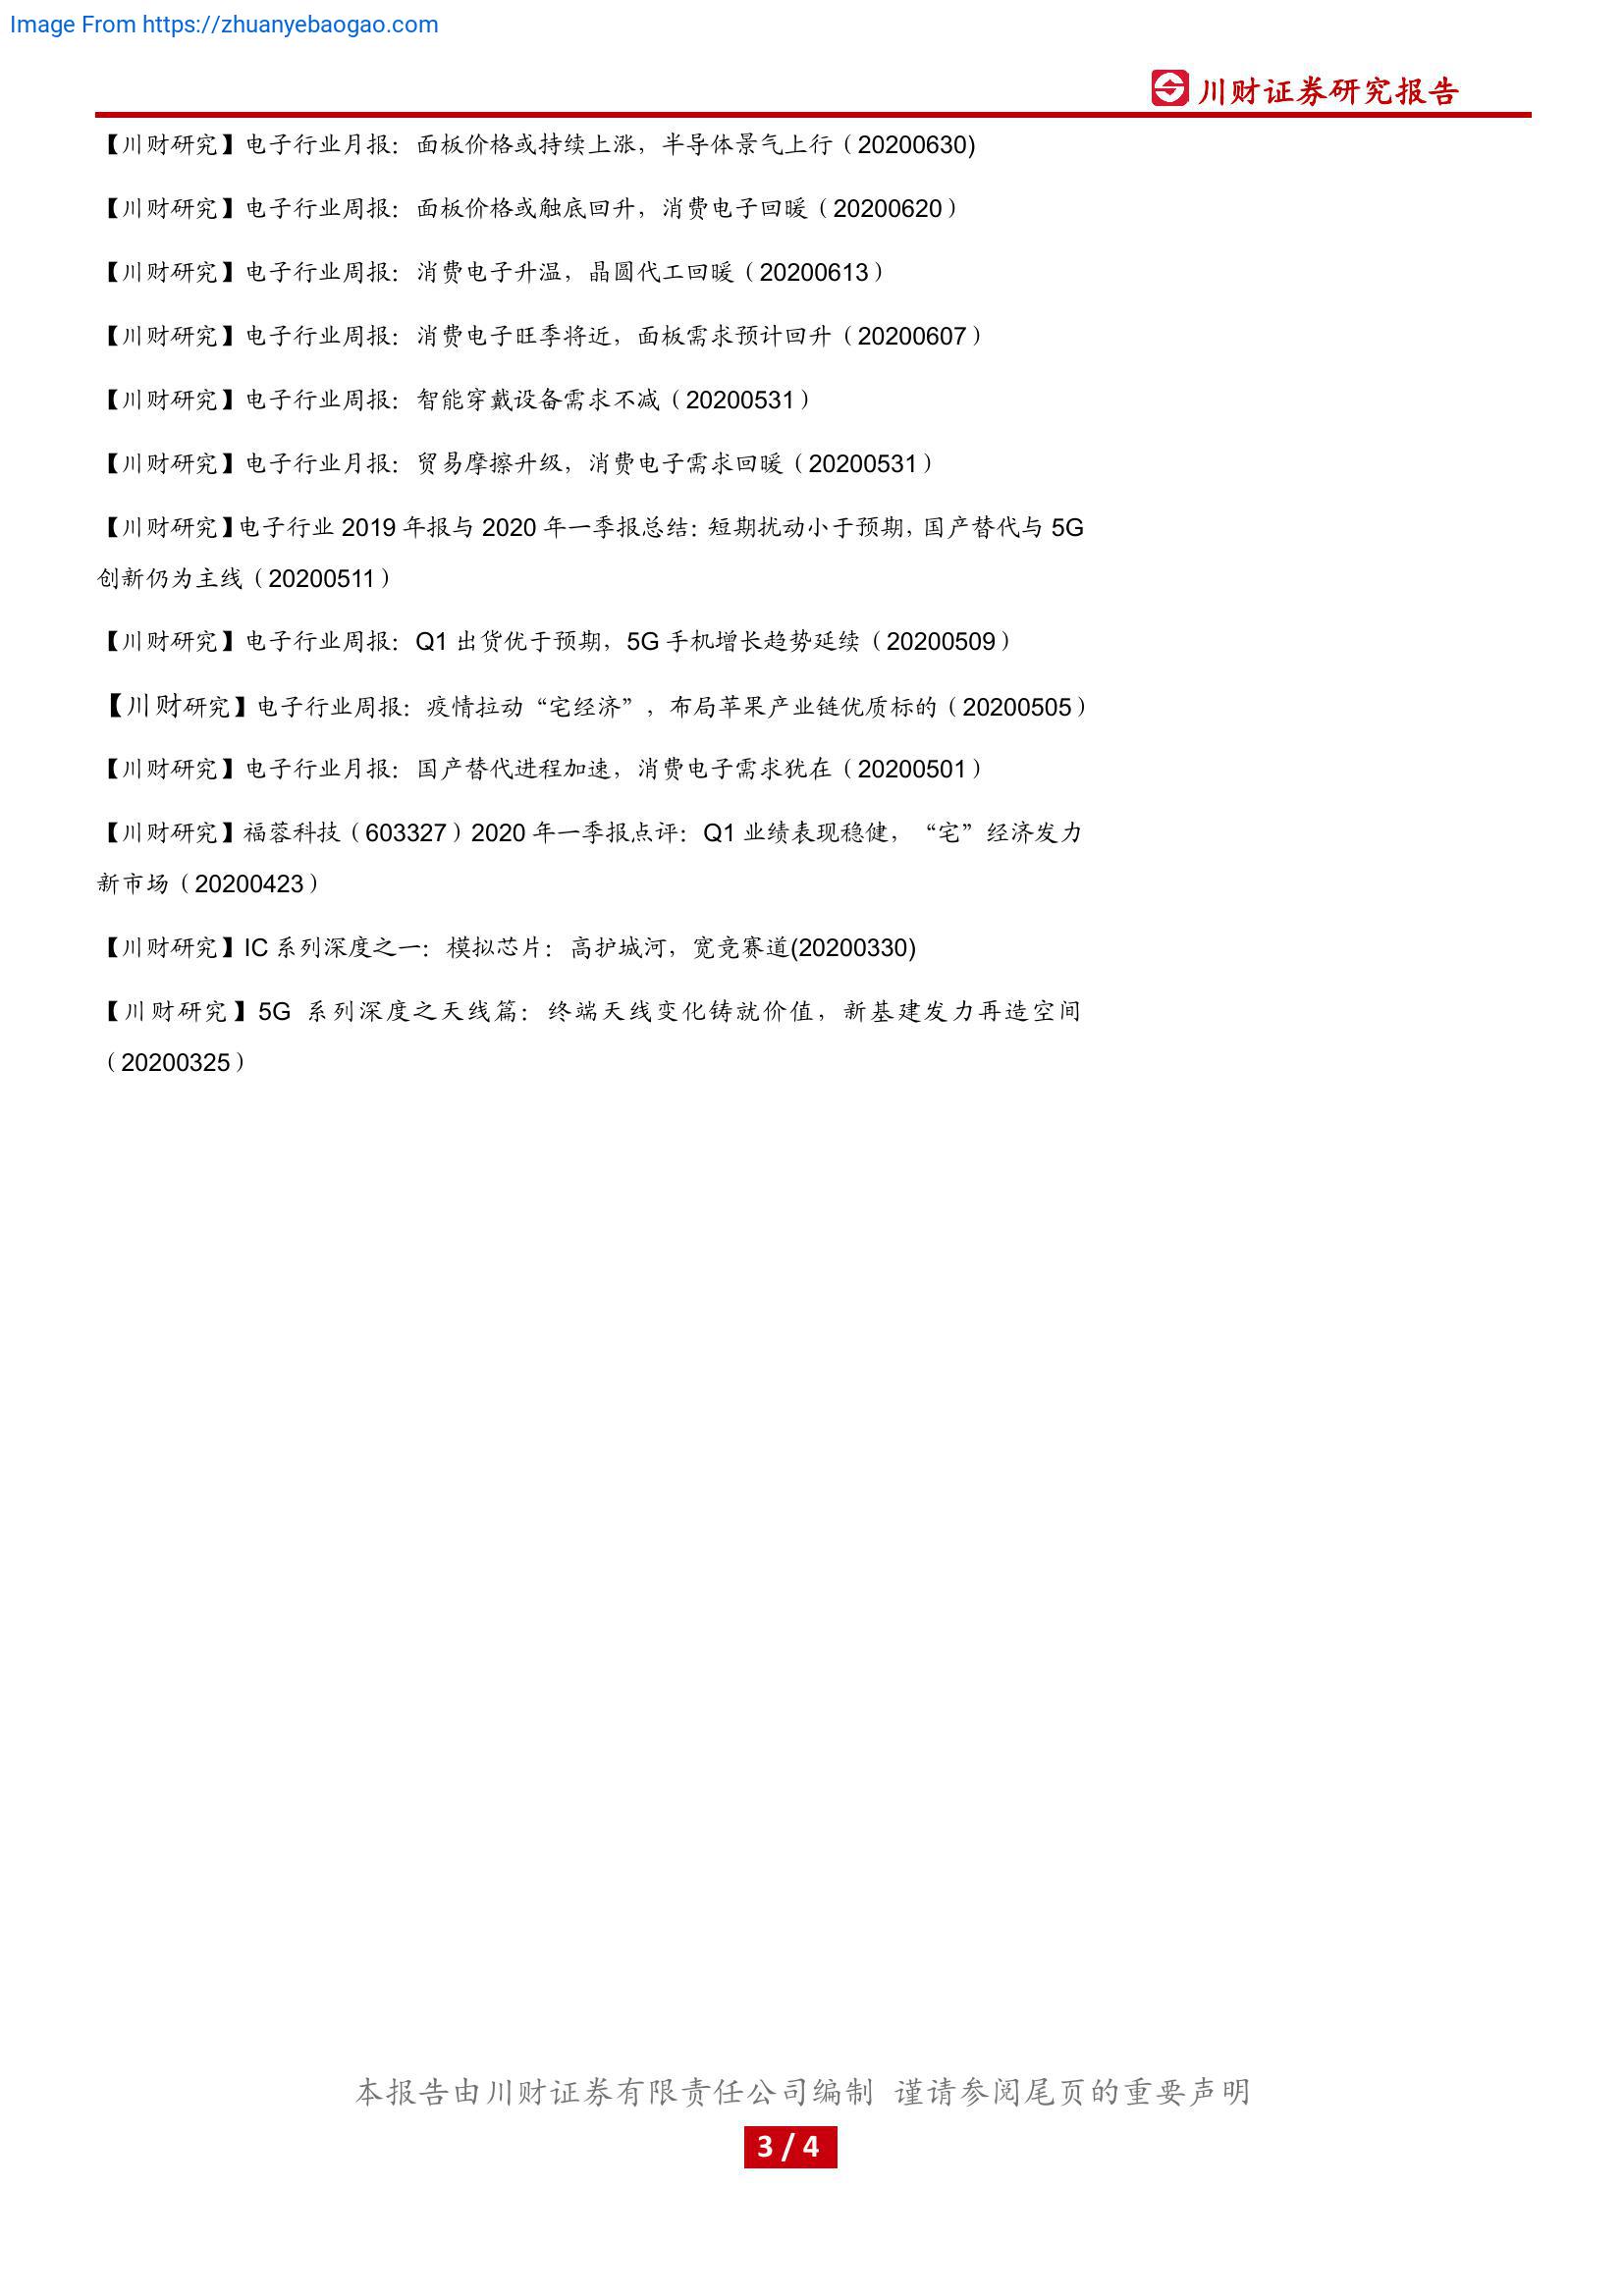 Image From https://zhuanyebaogao.com
川财证券研究报告
【川财研究】电子行业月报：面板价格或持续上涨，半导体景气上行（20200630)
【川财研究】电子行业周报：面板价格或触底回升，消费电子回暖（20200620）
【川财研究】电子行业周报：消费电子升温，晶圆代工回暖（20200613）
【川财研究】电子行业周报：消费电子旺季将近，面板需求预计回升（20200607）
【川财研究】电子行业周报：智能穿戴设备需求不减（20200531）
【川财研究】电子行业月报：贸易摩擦升级，消费电子需求回暖（20200531）
【川财研究】电子行业 2019 年报与 2020 年一季报总结：短期扰动小于预期，国产替代与 5G
创新仍为主线（20200511）
【川财研究】电子行业周报：Q1 出货优于预期，5G 手机增长趋势延续（20200509）
【川财研究】电子行业周报：疫情拉动“宅经济”，布局苹果产业链优质标的（20200505）
【川财研究】电子行业月报：国产替代进程加速，消费电子需求犹在（20200501）
【川财研究】福蓉科技（603327）2020 年一季报点评：Q1 业绩表现稳健，“宅”经济发力
新市场（20200423）
【川财研究】IC 系列深度之一：模拟芯片：高护城河，宽竞赛道(20200330)
【川财研究】5G 系列深度之天线篇：终端天线变化铸就价值，新基建发力再造空间
（20200325）
本报告由川财证券有限责任公司编制 谨请参阅尾页的重要声明
3 / 4